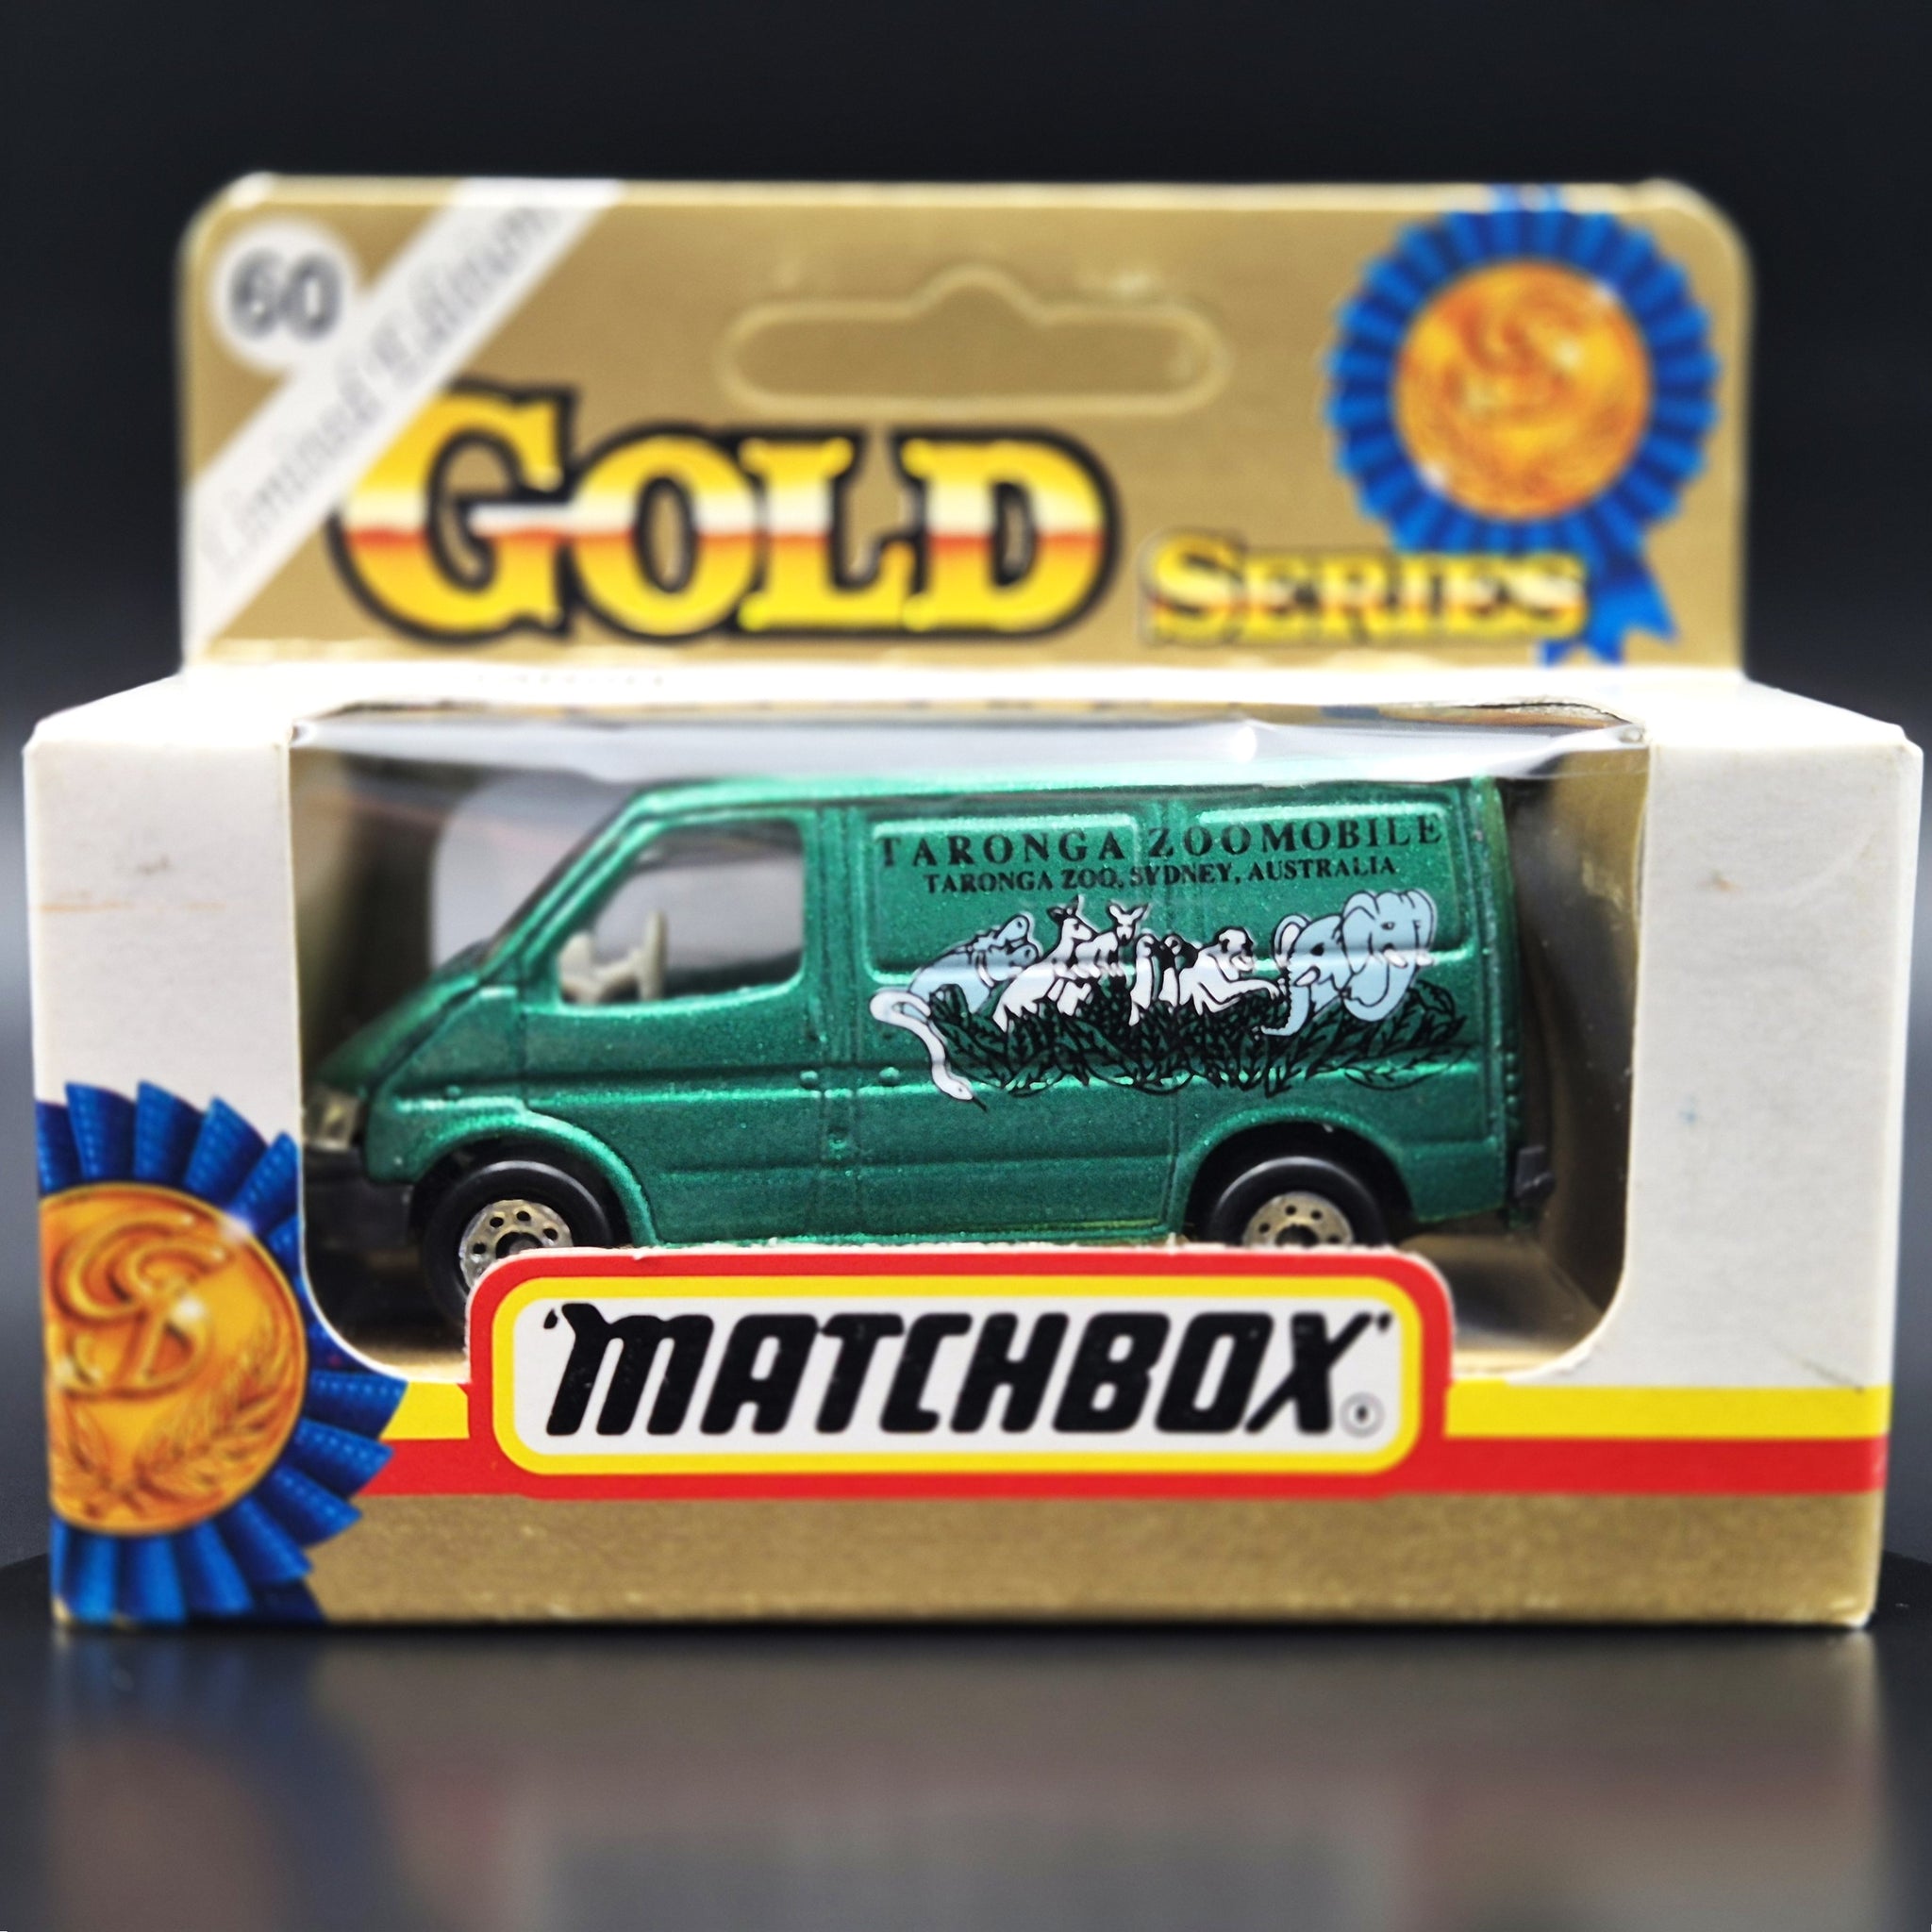 60
Limited Edition
GOLD SERIES
TARONGA ZOOMOBILE
TARONGA ZOO, SYDNEY, AUSTRALIA
'MATCHBOX'